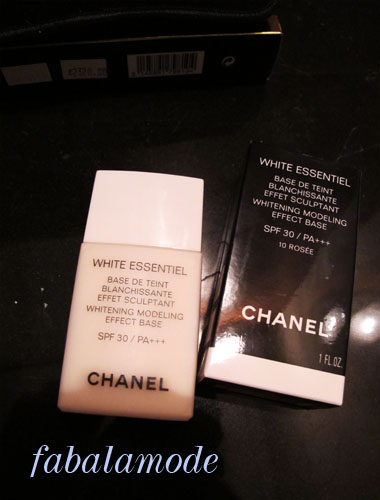 WHITE ESSENTIEL
BASE DE TEINT
BLANCHISSANTE
EFFET SCULPTANT
WHITENING MODELING
EFFECT BASE
SPF 30 / PA+++
CHANEL
WHITE ESSENTIEL
BASE DE TEINT
BLANCHISSANTE
EFFET SCULPTANT
WHITENING MODELING
EFFECT BASE
SPF 30 / PA+++
10 ROSÉE
CHANEL
1 FL.OZ.
fabalamode